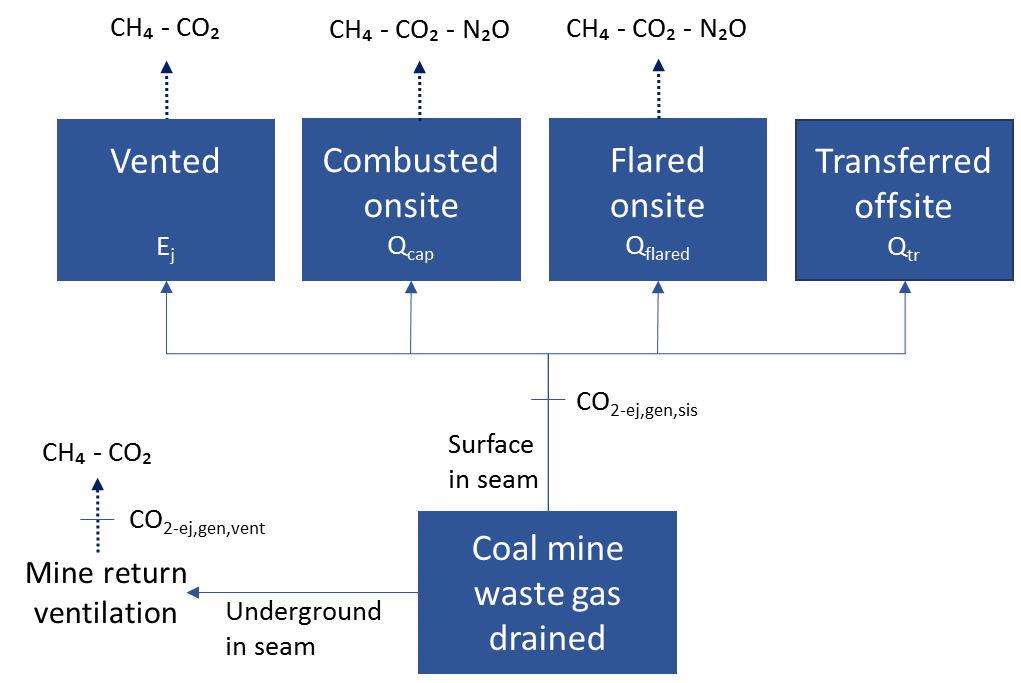 CH₄ - CO₂
CH₄ - CO₂ - N₂O
CH₄ - CO₂ - N₂O
Vented
Eⱼ
Combusted
onsite
Q_cap
Flared
onsite
Q_flared
Transferred
offsite
Q_tr
CO_2-ej,gen,sis
Surface
in seam
CH₄ - CO₂
CO_2-ej,gen,vent
Mine return
ventilation
Underground
in seam
Coal mine
waste gas
drained